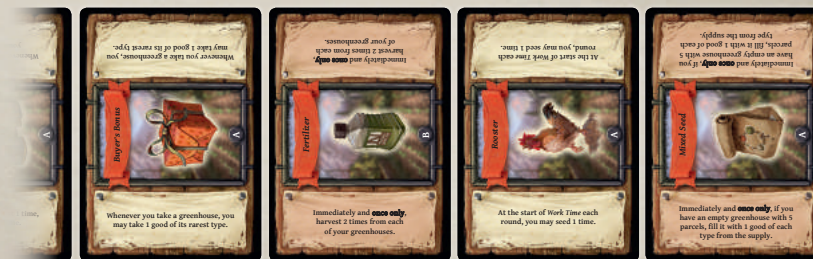 time,
A
Whenever you take a greenhouse, you
may take 1 good of its rarest type.
Buyer's Bonus
A
Whenever you take a greenhouse, you
may take 1 good of its rarest type.
Immediately and once only,
harvest 2 times from each
of your greenhouses.
Fertilizer
B
Immediately and once only,
harvest 2 times from each
of your greenhouses.
At the start of Work Time each
round, you may seed 1 time.
Rooster
A
At the start of Work Time each
round, you may seed 1 time.
Immediately and once only, if you
have an empty greenhouse with 5
parcels, fill it with 1 good of each
type from the supply.
Mixed Seed
A
Immediately and once only, if you
have an empty greenhouse with 5
parcels, fill it with 1 good of each
type from the supply.